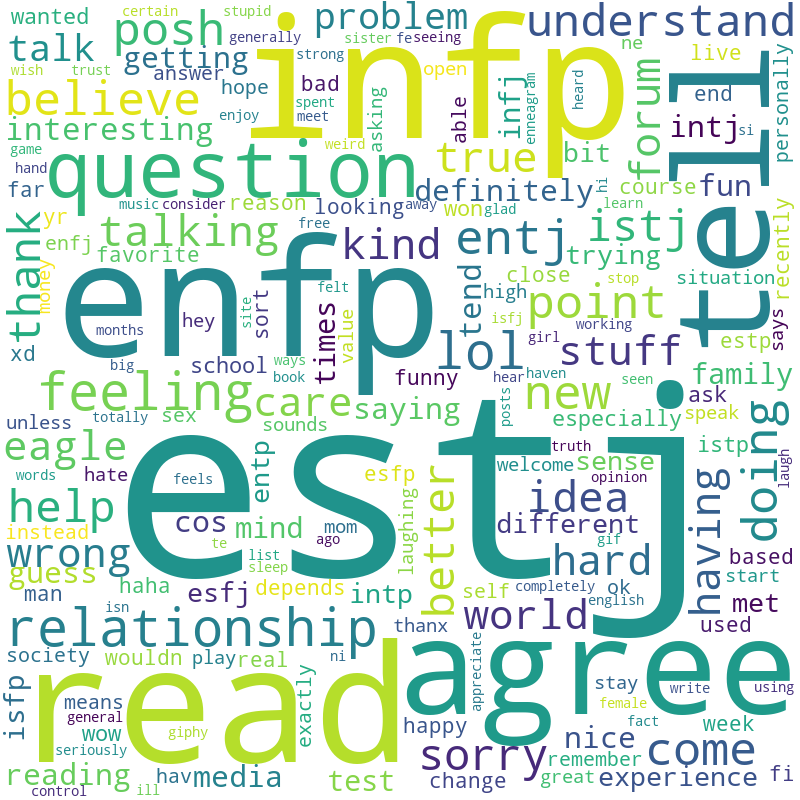 wanted
certain
stupid
posh
generally
strong
sister
fe
seeing
problem
understand
talk
getting
infp
ne
live
wish
trust
answer
hope
bad
open
infj
end
tell
believe
spent
meet
enjoy
enneagram
heard
able
forum
intj
si
personally
interesting
asking
weird
true
bit
game
hand
question
definitely
hi
course
fun
far
music
consider
reason
looking
away
won
glad
learn
yr
talking
free
kind
entj
istj
enfj
favorite
trying
recently
thank
money
enfp
felt
close
situation
site
sort
times
value
tend
high
point
stop
months
hey
isfj
girl
working
estp
says
xd
big
school
ways
book
funny
lol
haven
stuff
family
feeling
care
saying
hear
new
seen
ask
unless
totally
sex
sounds
posts
especially
speak
eagle
estj
truth
istp
doing
laugh
words
hate
feels
entp
esfp
welcome
sense
opinion
help
cos
mind
mom
laughing
better
idea
different
gif
having
instead
te
list
ago
wrong
sleep
hard
based
guess
haha
esfj
depends
intp
self
completely
ok
start
man
english
met
isn
relationship
thanx
world
used
society
wouldn
play
real
ni
agree
appreciate
isfp
means
read
exactly
stay
write
using
general
female
wow
giphy
happy
fact
week
seriously
sorry
nice
come
reading
hav
media
test
change
remember
great
experience
fi
control
ill